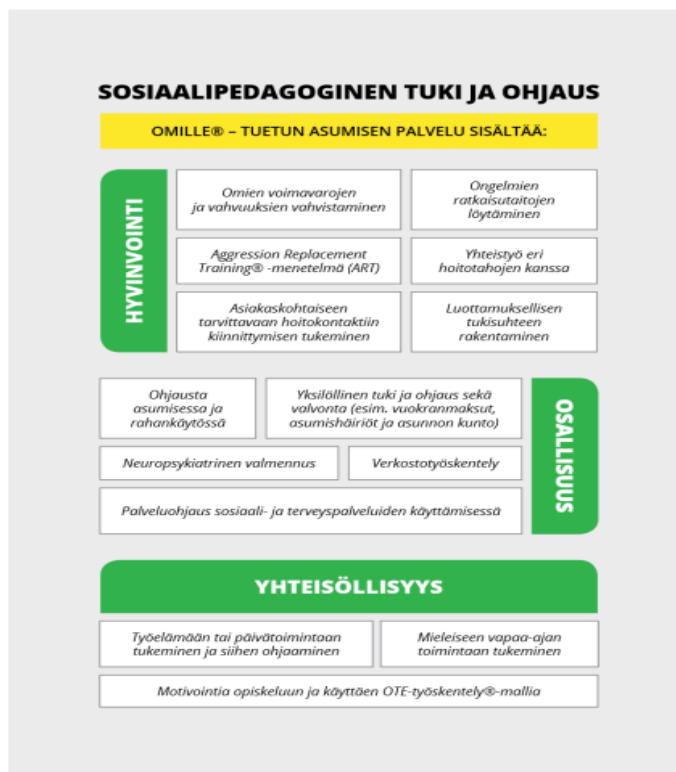 SOSIAALIPEDAGOGINEN TUKI JA OHJAUS
OMILLE® – TUETUN ASUMISEN PALVELU SISÄLTÄÄ:
HYVINVOINTI
Omien voimavarojen
ja vahvuuksien vahvistaminen
Ongelmien
ratkaisutaitojen
löytäminen
Aggression Replacement
Training® -menetelmä (ART)
Yhteistyö eri
hoitotahojen kanssa
Asiakaskohtaiseen
tarvittavaan hoitokontaktiin
kiinnittymisen tukeminen
Luottamuksellisen
tukisuhteen
rakentaminen
Ohjausta
asumisessa ja
rahankäytössä
Yksilöllinen tuki ja ohjaus sekä
valvonta (esim. vuokranmaksut,
asumishäiriöt ja asunnon kunto)
OSALLISUUS
Neuropsykiatrinen valmennus
Verkostotyöskentely
Palveluohjaus sosiaali- ja terveyspalveluiden käyttämisessä
YHTEISÖLLISYYS
Työelämään tai päivätoimintaan
tukeminen ja siihen ohjaaminen
Mieleiseen vapaa-ajan
toimintaan tukeminen
Motivointia opiskeluun ja käyttäen OTE-työskentely®-mallia